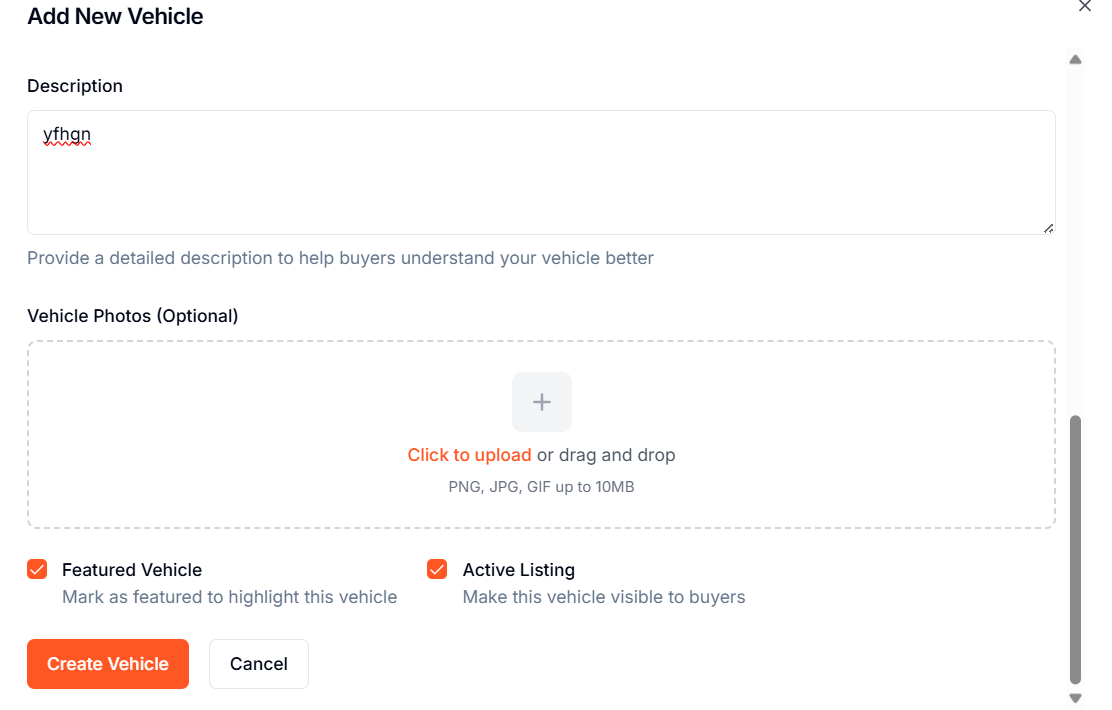 Add New Vehicle
Description
yfhgn
Provide a detailed description to help buyers understand your vehicle better
Vehicle Photos (Optional)
Click to upload or drag and drop
PNG, JPG, GIF up to 10MB
Featured Vehicle
Mark as featured to highlight this vehicle
Active Listing
Make this vehicle visible to buyers
Create Vehicle
Cancel